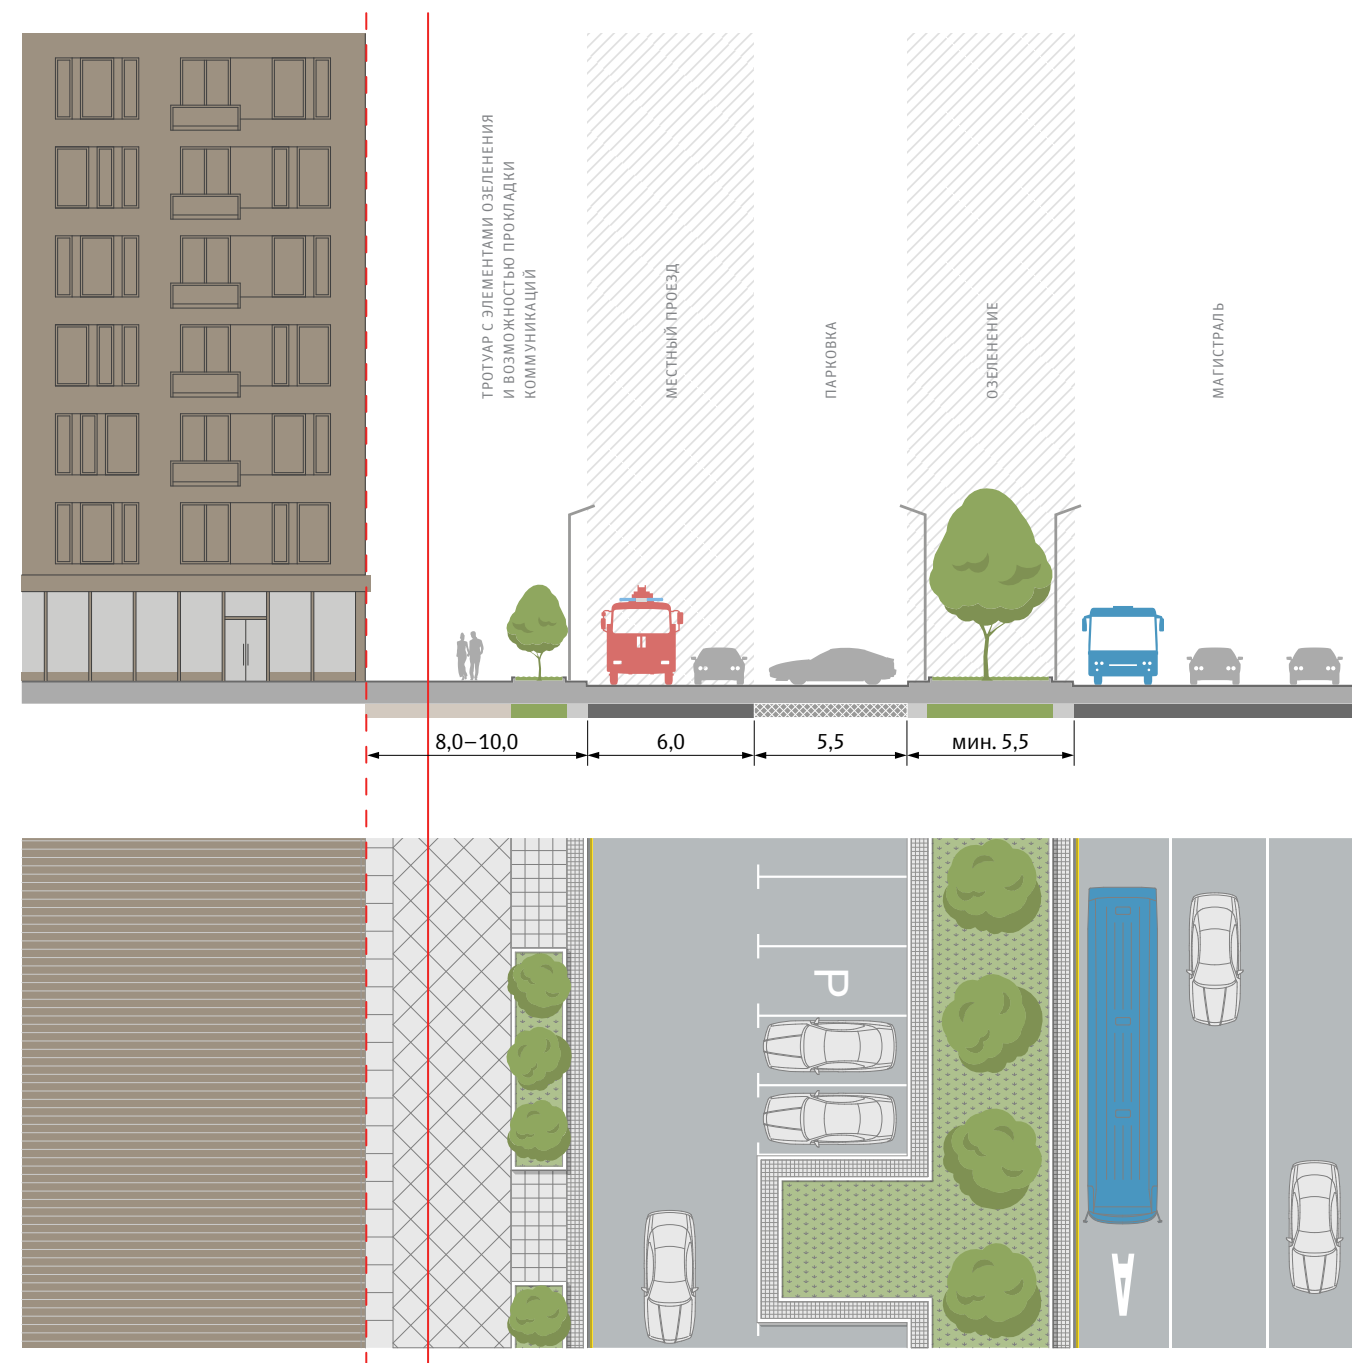 ТРОТУАР С ЭЛЕМЕНТАМИ ОЗЕЛЕНЕНИЯ
И ВОЗМОЖНОСТЬЮ ПРОКЛАДКИ
КОММУНИКАЦИЙ
МЕСТНЫЙ ПРОЕЗД
ПАРКОВКА
ОЗЕЛЕНЕНИЕ
МАГИСТРАЛЬ
8,0–10,0
6,0
5,5
мин. 5,5
P
А